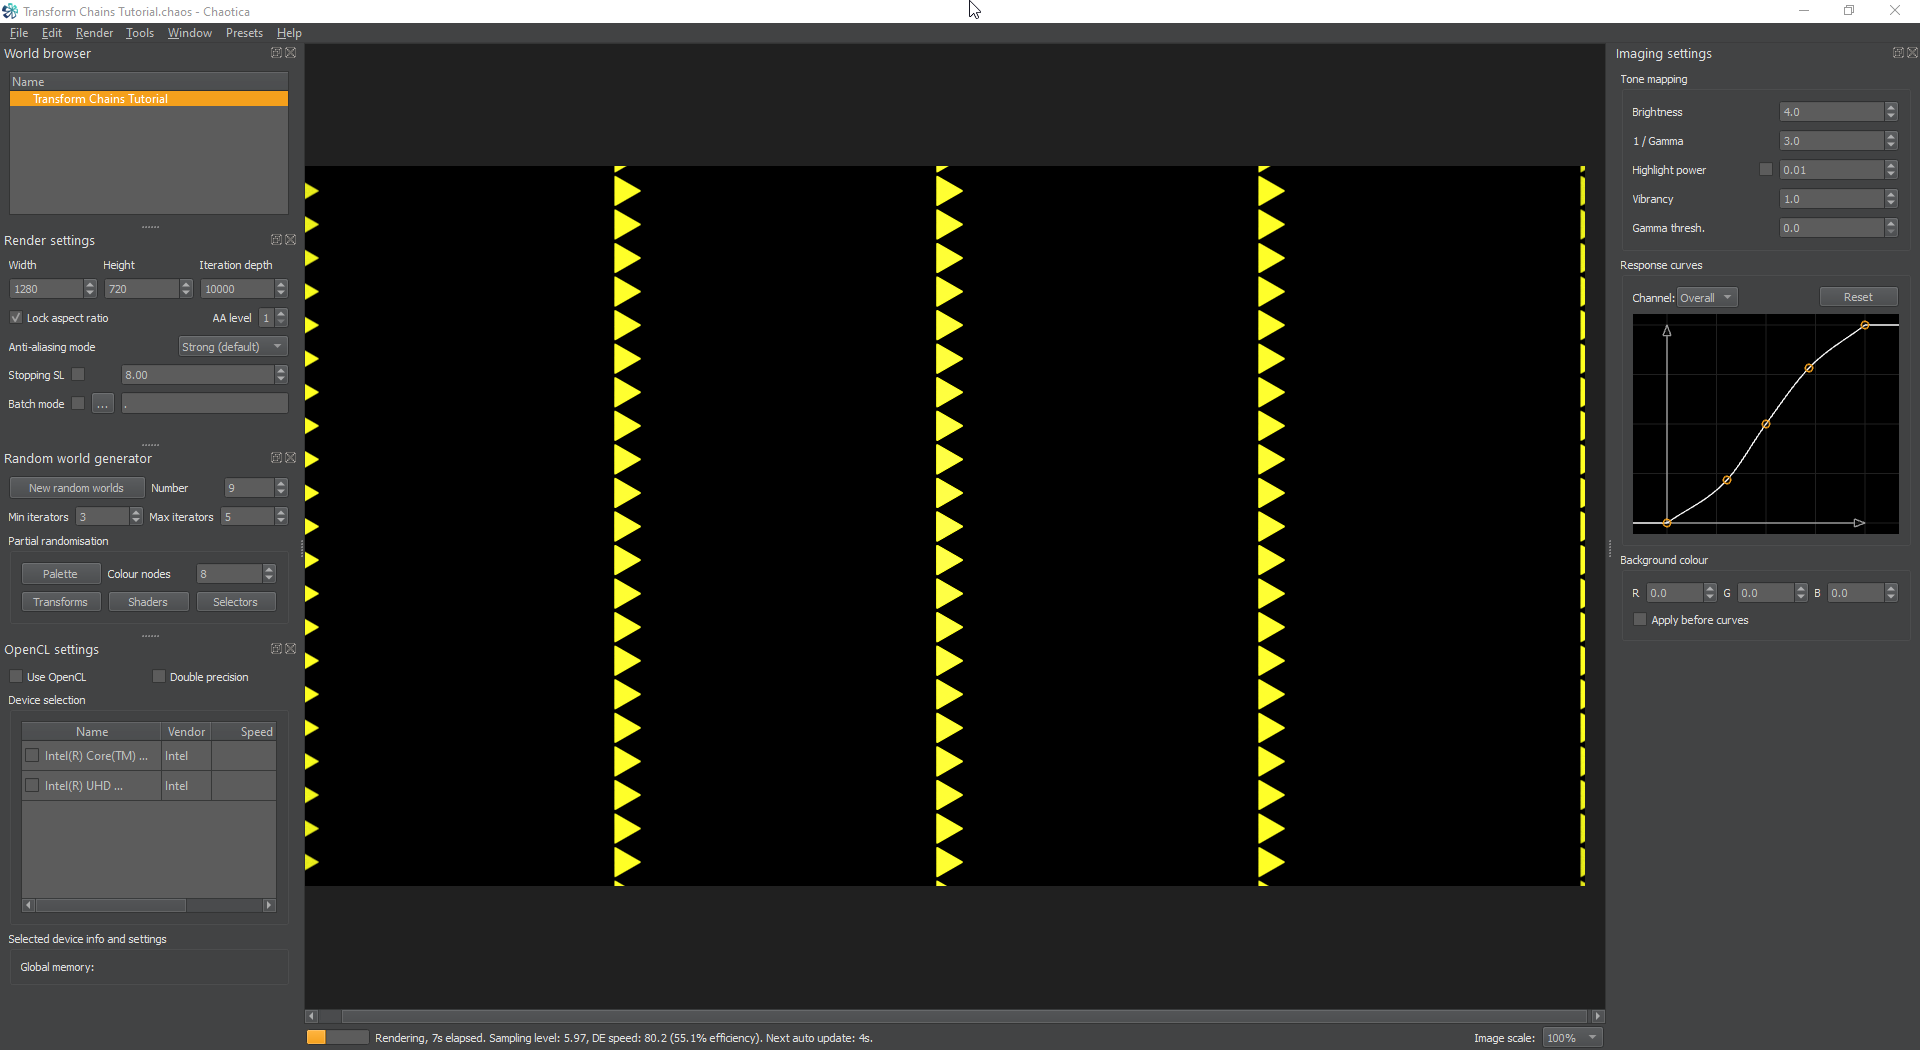 Transform Chains Tutorial.chaos - Chaotica
File Edit Render Tools Window Presets Help
World browser
Name
Transform Chains Tutorial
Render settings
Width Height Iteration depth
1280 720 10000
Lock aspect ratio AA level 1
Anti-aliasing mode Strong (default)
Stopping SL 8.00
Batch mode ... .
Random world generator
New random worlds Number 9
Min iterators 3 Max iterators 5
Partial randomisation
Palette Colour nodes 8
Transforms Shaders Selectors
OpenCL settings
Use OpenCL Double precision
Device selection
Name Vendor Speed
Intel(R) Core(TM) ... Intel
Intel(R) UHD ... Intel
Selected device info and settings
Global memory:
Rendering, 7s elapsed. Sampling level: 5.97, DE speed: 80.2 (55.1% efficiency). Next auto update: 4s.
Image scale: 100%
Imaging settings
Tone mapping
Brightness 4.0
1 / Gamma 3.0
Highlight power 0.01
Vibrancy 1.0
Gamma thresh. 0.0
Response curves
Channel: Overall Reset
Background colour
R 0.0 G 0.0 B 0.0
Apply before curves